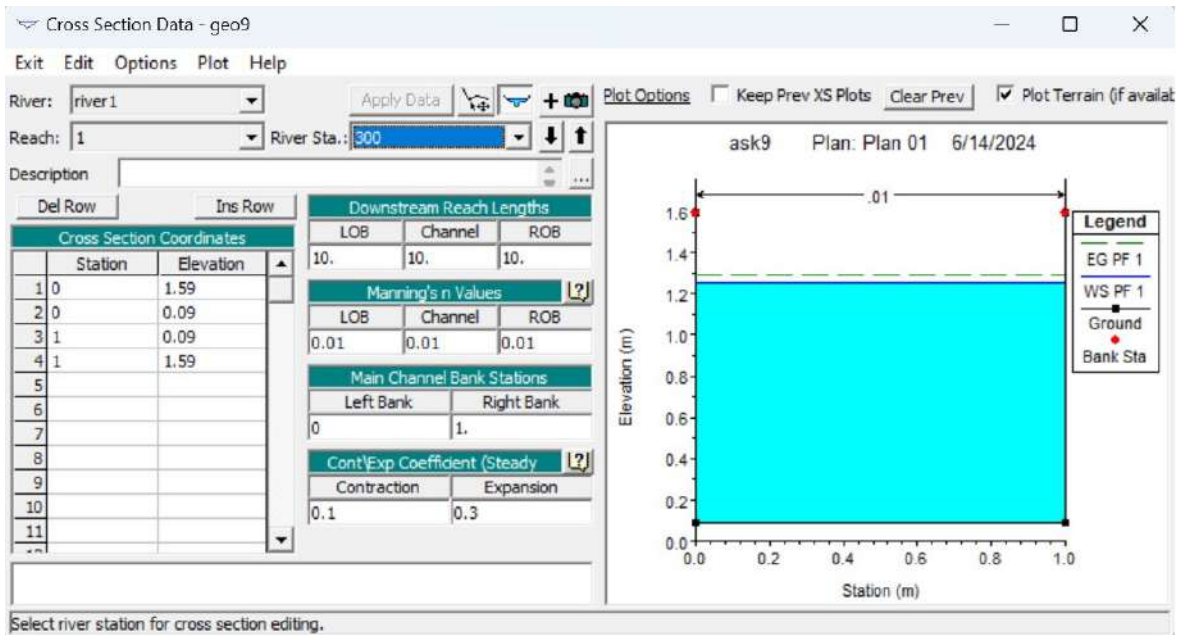 Cross Section Data - geo9
Exit Edit Options Plot Help
River: river1 Apply Data + Plot Options Keep Prev XS Plots Clear Prev Plot Terrain (if availab
Reach: 1 River Sta.: 300
Description ...
Del Row Ins Row
Cross Section Coordinates
Station Elevation
1 0 1.59
2 0 0.09
3 1 0.09
4 1 1.59
5
6
7
8
9
10
11
Downstream Reach Lengths
LOB Channel ROB
10. 10. 10.
Manning's n Values
LOB Channel ROB
0.01 0.01 0.01
Main Channel Bank Stations
Left Bank Right Bank
0 1.
Cont\Exp Coefficient (Steady
Contraction Expansion
0.1 0.3
ask9 Plan: Plan 01 6/14/2024
.01
1.6
1.4
1.2
1.0
0.8
0.6
0.4
0.2
0.0
Elevation (m)
0.0 0.2 0.4 0.6 0.8 1.0
Station (m)
Legend
EG PF 1
WS PF 1
Ground
Bank Sta
Select river station for cross section editing.